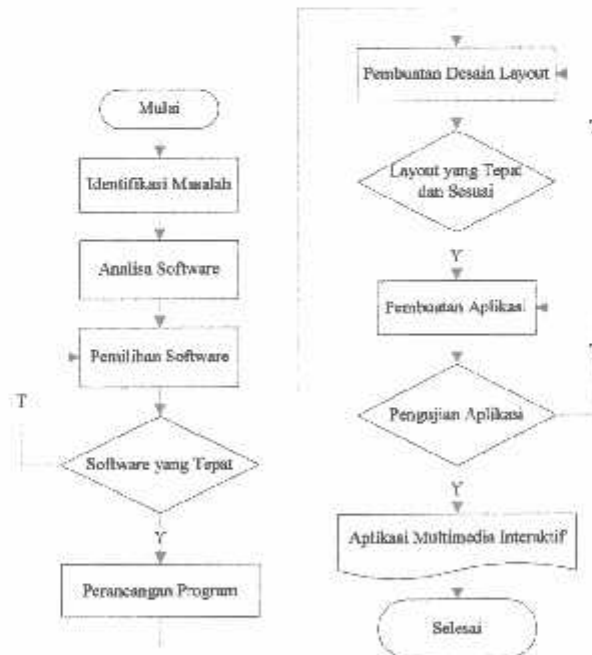 Mulai
Identifikasi Masalah
Analisa Software
Pemilihan Software
T
Software yang Tepat
Y
Perancangan Program
Pembuatan Desain Layout
T
Layout yang Tepat
dan Sesuai
Y
Pembuatan Aplikasi
T
Pengujian Aplikasi
Y
Aplikasi Multimedia Interaktif
Selesai